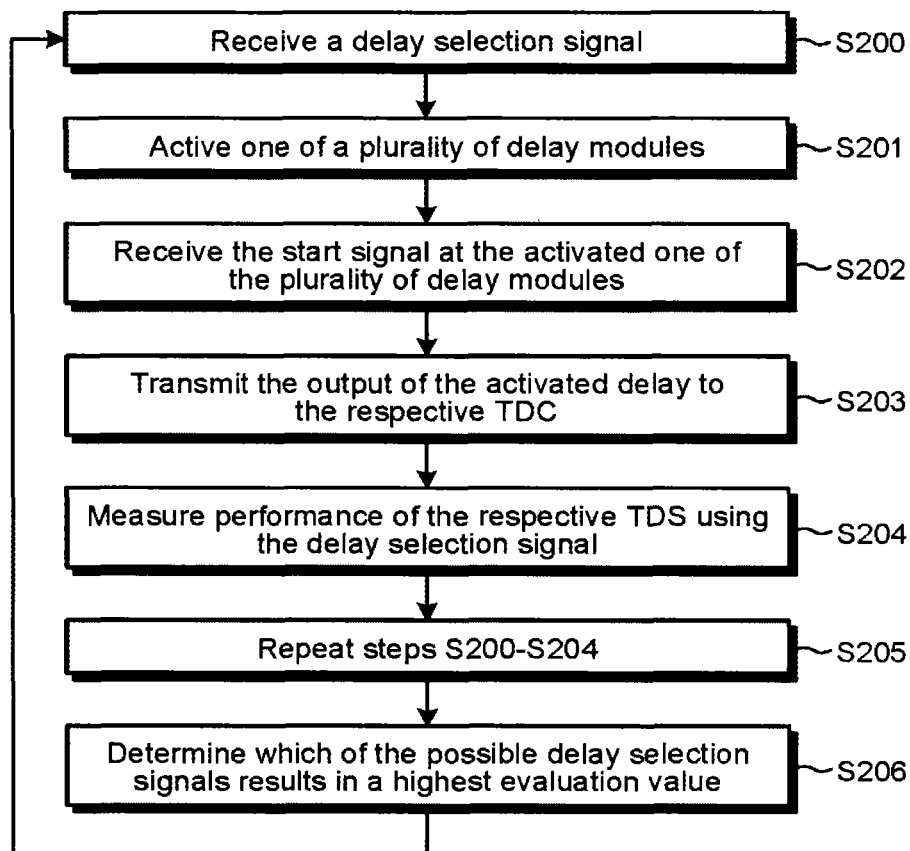 Receive a delay selection signal
S200
Active one of a plurality of delay modules
S201
Receive the start signal at the activated one of
the plurality of delay modules
S202
Transmit the output of the activated delay to
the respective TDC
S203
Measure performance of the respective TDS using
the delay selection signal
S204
Repeat steps S200-S204
S205
Determine which of the possible delay selection
signals results in a highest evaluation value
S206